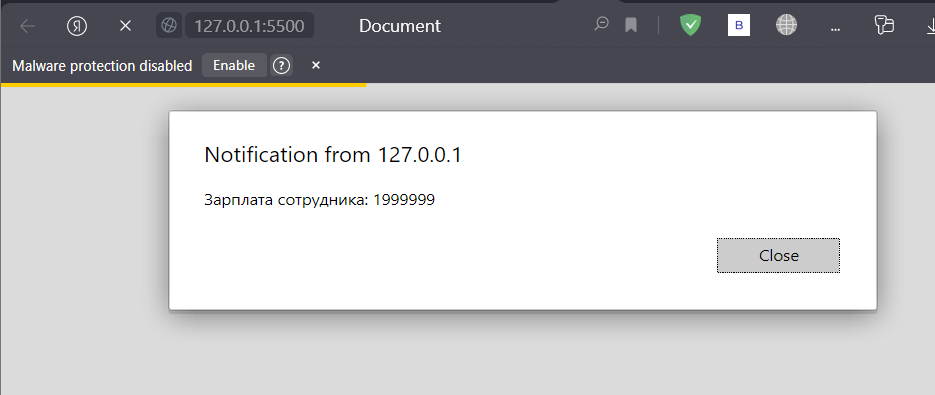 Я 127.0.0.1:5500 Document B ...
Malware protection disabled Enable ? ×
Notification from 127.0.0.1
Зарплата сотрудника: 1999999
Close